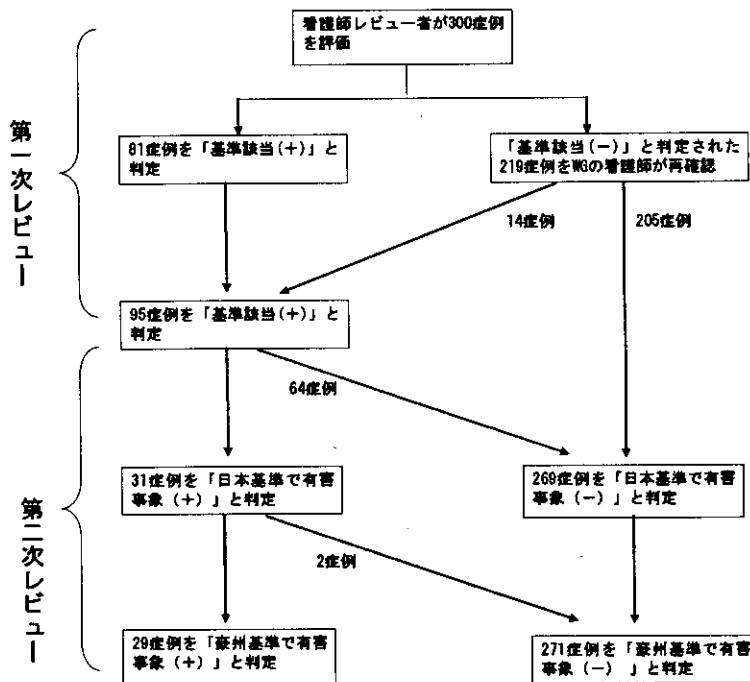 看護師レビュー者が300症例
を評価
第一次レビュー
81症例を「基準該当(+)」と
判定
「基準該当(−)」と判定された
219症例をWGの看護師が再確認
14症例
205症例
95症例を「基準該当(+)」と
判定
64症例
第二次レビュー
31症例を「日本基準で有害
事象(+)」と判定
269症例を「日本基準で有害
事象(−)」と判定
2症例
29症例を「豪州基準で有害
事象(+)」と判定
271症例を「豪州基準で有害
事象(−) 」と判定